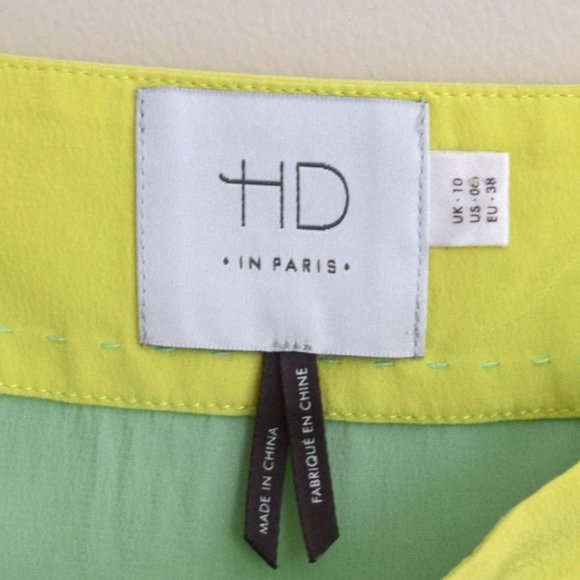 HD
• IN PARIS •
UK • 10
US • 06
EU • 38
MADE IN CHINA
FABRIQUÉ EN CHINE